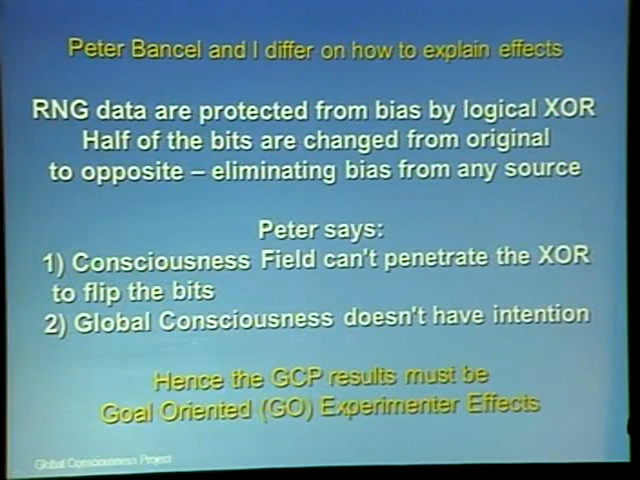 Peter Bancel and I differ on how to explain effects
RNG data are protected from bias by logical XOR
Half of the bits are changed from original
to opposite – eliminating bias from any source
Peter says:
1) Consciousness Field can't penetrate the XOR
to flip the bits
2) Global Consciousness doesn't have intention
Hence the GCP results must be
Goal Oriented (GO) Experimenter Effects
Global Consciousness Project